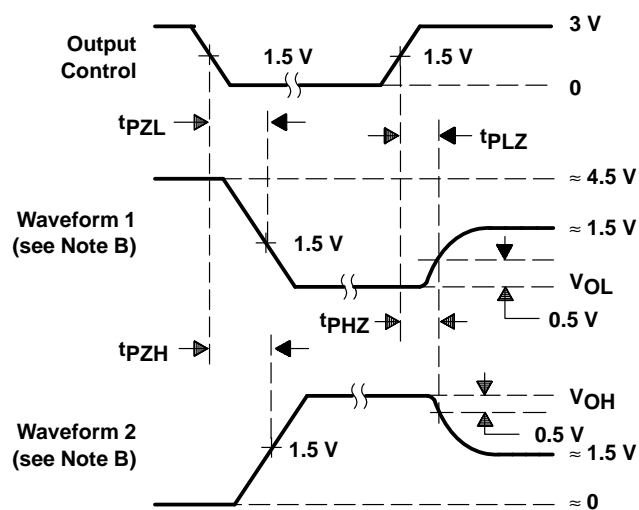 3 V
Output
Control
1.5 V
1.5 V
0
tPZL
tPLZ
≈ 4.5 V
Waveform 1
(see Note B)
1.5 V
≈ 1.5 V
VOL
0.5 V
tPHZ
tPZH
VOH
Waveform 2
(see Note B)
1.5 V
0.5 V
≈ 1.5 V
≈ 0